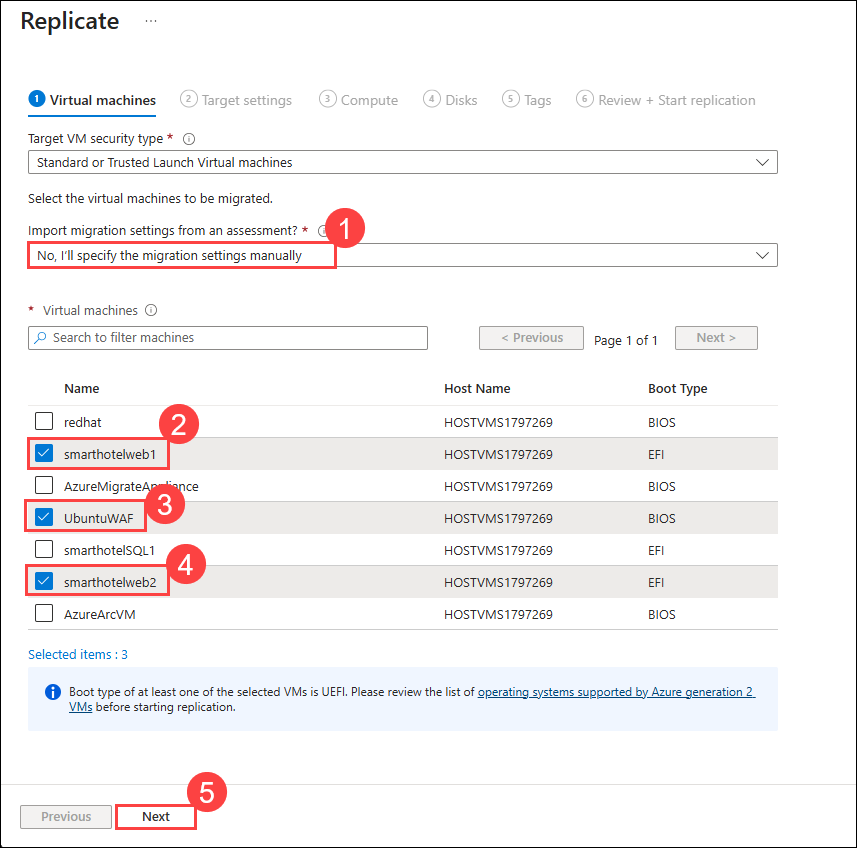 Replicate ...
1 Virtual machines 2 Target settings 3 Compute 4 Disks 5 Tags 6 Review + Start replication
Target VM security type *
Standard or Trusted Launch Virtual machines
Select the virtual machines to be migrated.
Import migration settings from an assessment? * 1
No, I'll specify the migration settings manually
* Virtual machines
Search to filter machines < Previous Page 1 of 1 Next >
Name Host Name Boot Type
redhat HOSTVMS1797269 BIOS
2
smarthotelweb1 HOSTVMS1797269 EFI
AzureMigrateAppliance HOSTVMS1797269 BIOS
3
UbuntuWAF HOSTVMS1797269 BIOS
smarthotelSQL1 HOSTVMS1797269 EFI
4
smarthotelweb2 HOSTVMS1797269 EFI
AzureArcVM HOSTVMS1797269 BIOS
Selected items : 3
Boot type of at least one of the selected VMs is UEFI. Please review the list of operating systems supported by Azure generation 2
VMs before starting replication.
5
Previous Next